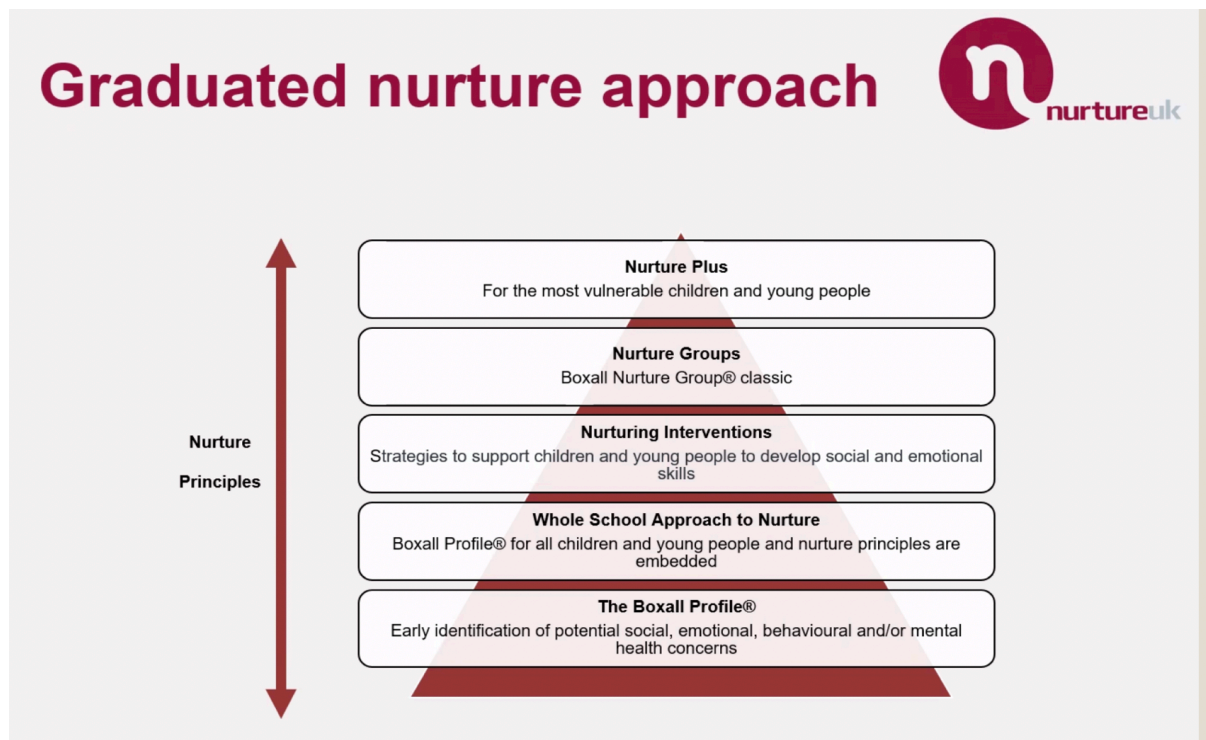 Graduated nurture approach
nurtureuk
Nurture Plus
For the most vulnerable children and young people
Nurture Groups
Boxall Nurture Group® classic
Nurture
Principles
Nurturing Interventions
Strategies to support children and young people to develop social and emotional
skills
Whole School Approach to Nurture
Boxall Profile® for all children and young people and nurture principles are
embedded
The Boxall Profile®
Early identification of potential social, emotional, behavioural and/or mental
health concerns